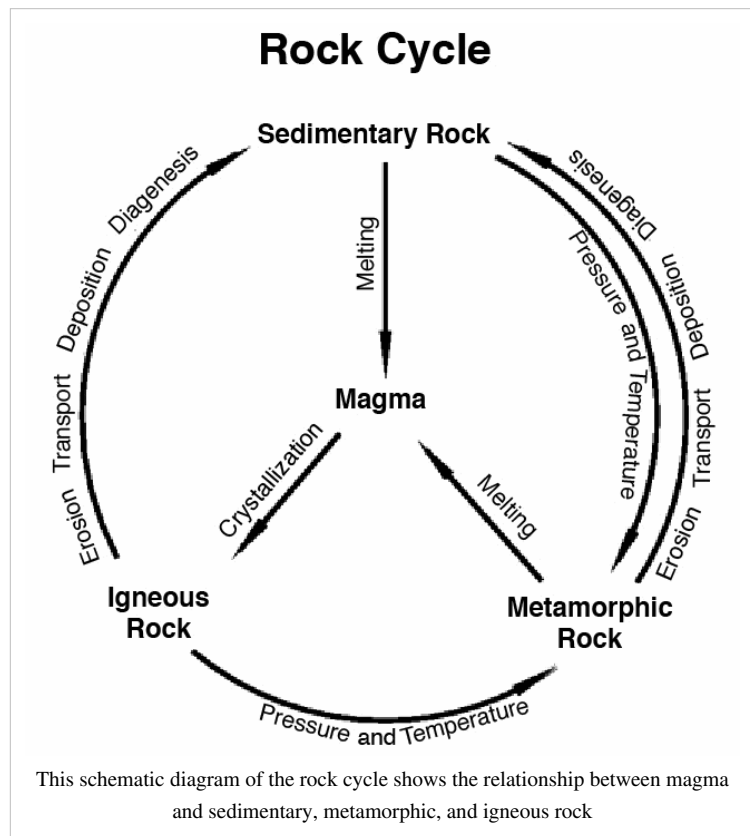 Rock Cycle
Sedimentary Rock
Erosion Transport Deposition Diagenesis
Melting
Pressure and Temperature
Erosion Transport Deposition Diagenesis
Magma
Crystallization
Melting
Igneous
Rock
Metamorphic
Rock
Pressure and Temperature
This schematic diagram of the rock cycle shows the relationship between magma
and sedimentary, metamorphic, and igneous rock